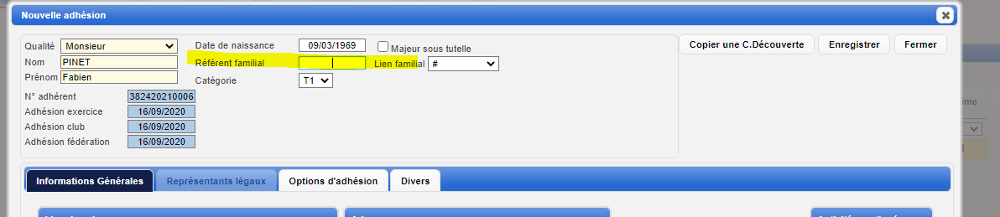 Nouvelle adhésion
Qualité Monsieur Date de naissance 09/03/1969 Majeur sous tutelle Copier une C.Découverte Enregistrer Fermer
Nom PINET Référent familial Lien familial #
Prénom Fabien Catégorie T1
N° adhérent 382420210006
Adhésion exercice 16/09/2020
Adhésion club 16/09/2020
Adhésion fédération 16/09/2020
Informations Générales Représentants légaux Options d'adhésion Divers